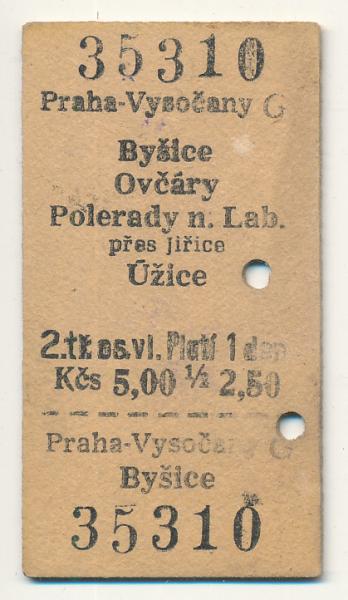 35310
Praha-Vysočany G
Byšice
Ovčáry
Polerady n. Lab.
přes Jiřice
Úžice
2.tř. os.vl. Platí 1 den
Kčs 5,00 ½ 2,50
Praha-Vysočany G
Byšice
35310